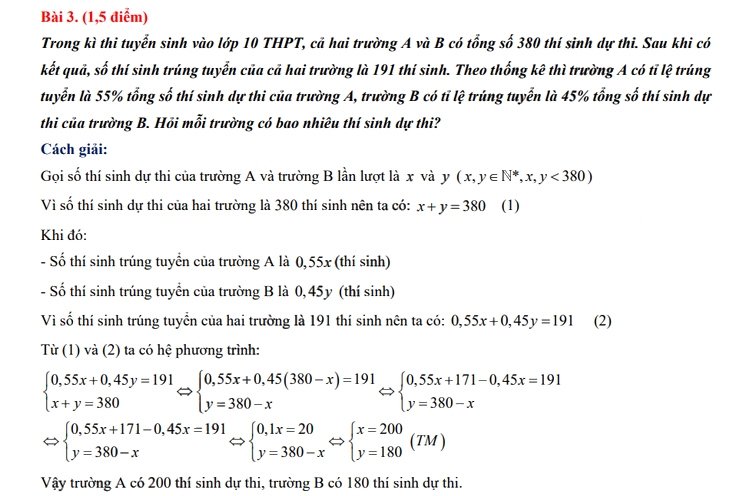 Bài 3. (1,5 điểm)
Trong kì thi tuyển sinh vào lớp 10 THPT, cả hai trường A và B có tổng số 380 thí sinh dự thi. Sau khi có
kết quả, số thí sinh trúng tuyển của cả hai trường là 191 thí sinh. Theo thống kê thì trường A có tỉ lệ trúng
tuyển là 55% tổng số thí sinh dự thi của trường A, trường B có tỉ lệ trúng tuyển là 45% tổng số thí sinh dự
thi của trường B. Hỏi mỗi trường có bao nhiêu thí sinh dự thi?
Cách giải:
Gọi số thí sinh dự thi của trường A và trường B lần lượt là x và y (x, y ∈ ℕ*, x, y < 380)
Vì số thí sinh dự thi của hai trường là 380 thí sinh nên ta có: x + y = 380 (1)
Khi đó:
- Số thí sinh trúng tuyển của trường A là 0,55x (thí sinh)
- Số thí sinh trúng tuyển của trường B là 0,45y (thí sinh)
Vì số thí sinh trúng tuyển của hai trường là 191 thí sinh nên ta có: 0,55x + 0,45y = 191 (2)
Từ (1) và (2) ta có hệ phương trình:
{0,55x + 0,45y = 191 ⇔ {0,55x + 0,45(380 − x) = 191 ⇔ {0,55x + 171 − 0,45x = 191
x + y = 380 y = 380 − x y = 380 − x
⇔ {0,55x + 171 − 0,45x = 191 ⇔ {0,1x = 20 ⇔ {x = 200 (TM)
y = 380 − x y = 380 − x y = 180
Vậy trường A có 200 thí sinh dự thi, trường B có 180 thí sinh dự thi.